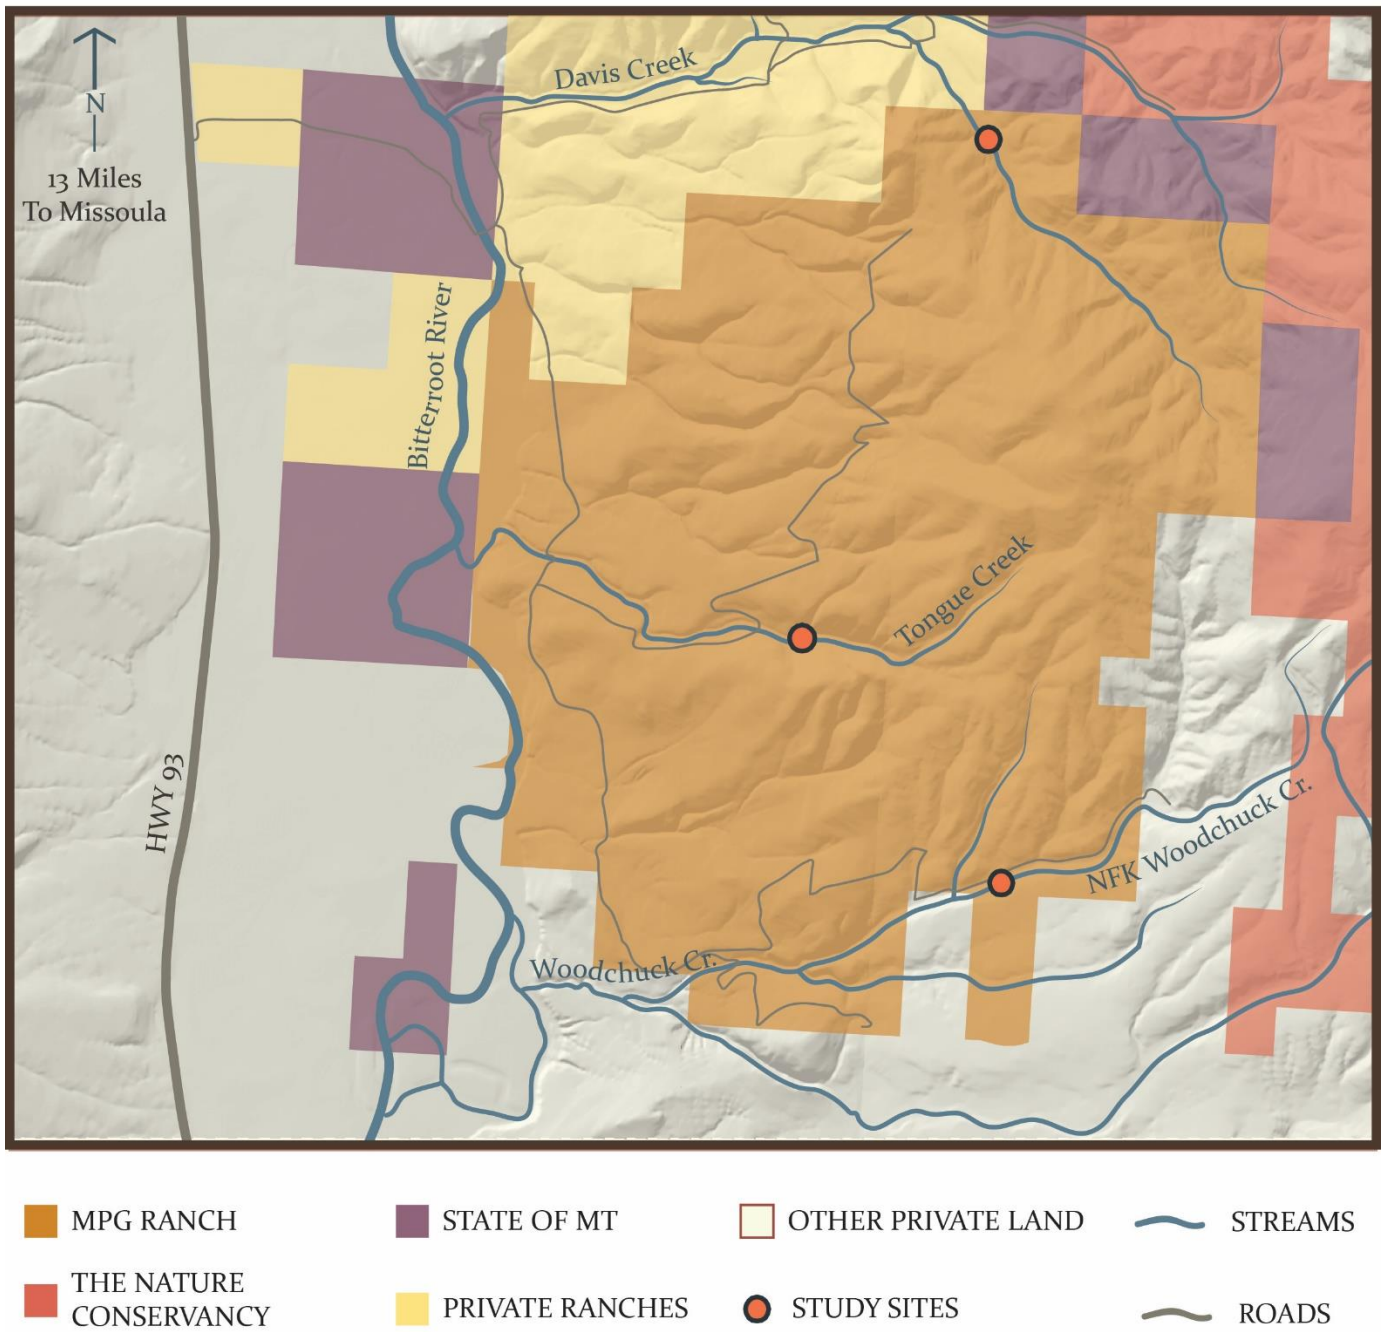 N
13 Miles
To Missoula
Davis Creek
Bitterroot River
Tongue Creek
HWY 93
NFK Woodchuck Cr.
Woodchuck Cr.
MPG RANCH
STATE OF MT
OTHER PRIVATE LAND
STREAMS
THE NATURE
CONSERVANCY
PRIVATE RANCHES
STUDY SITES
ROADS